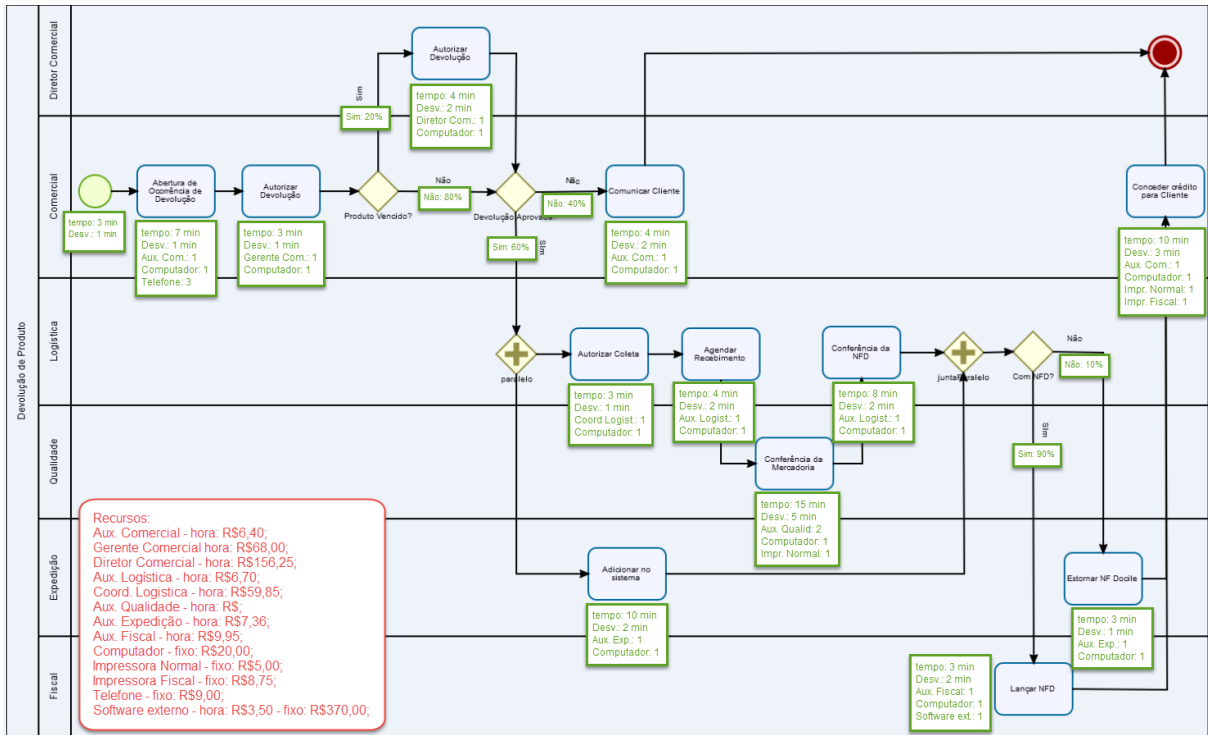 Devolução de Produto
Diretor Comercial
Autorizar
Devolução
tempo: 4 min
Desv.: 2 min
Diretor Com.: 1
Computador: 1
Sim
Sim: 20%
Comercial
tempo: 3 min
Desv.: 1 min
Abertura de
Ocorrência de
Devolução
tempo: 7 min
Desv.: 1 min
Aux. Com.: 1
Computador: 1
Telefone: 3
Autorizar
Devolução
tempo: 3 min
Desv.: 1 min
Gerente Com.: 1
Computador: 1
Produto Vencido?
Não
Não: 80%
Devolução Aprovada?
Não
Não: 40%
Sim
Sim: 60%
Comunicar Cliente
tempo: 4 min
Desv.: 2 min
Aux. Com.: 1
Computador: 1
Conceder crédito
para Cliente
tempo: 10 min
Desv.: 3 min
Aux. Com.: 1
Computador: 1
Impr. Normal: 1
Impr. Fiscal: 1
Logística
paralelo
Autorizar Coleta
tempo: 3 min
Desv.: 1 min
Coord Logist.: 1
Computador: 1
Agendar
Recebimento
tempo: 4 min
Desv.: 2 min
Aux. Logist.: 1
Computador: 1
Conferência da
NFD
tempo: 8 min
Desv.: 2 min
Aux. Logist.: 1
Computador: 1
juntaParalelo
Com NFD?
Não
Não: 10%
Sim
Sim: 90%
Qualidade
Conferência da
Mercadoria
tempo: 15 min
Desv.: 5 min
Aux. Qualid: 2
Computador: 1
Impr. Normal: 1
Expedição
Adicionar no
sistema
tempo: 10 min
Desv.: 2 min
Aux. Exp.: 1
Computador: 1
Estornar NF Docile
tempo: 3 min
Desv.: 1 min
Aux. Exp.: 1
Computador: 1
Fiscal
Lançar NFD
tempo: 3 min
Desv.: 2 min
Aux. Fiscal: 1
Computador: 1
Software ext.: 1
Recursos:
Aux. Comercial - hora: R$6,40;
Gerente Comercial hora: R$68,00;
Diretor Comercial - hora: R$156,25;
Aux. Logística - hora: R$6,70;
Coord. Logistica - hora: R$59,85;
Aux. Qualidade - hora: R$;
Aux. Expedição - hora: R$7,36;
Aux. Fiscal - hora: R$9,95;
Computador - fixo: R$20,00;
Impressora Normal - fixo: R$5,00;
Impressora Fiscal - fixo: R$8,75;
Telefone - fixo: R$9,00;
Software externo - hora: R$3,50 - fixo: R$370,00;